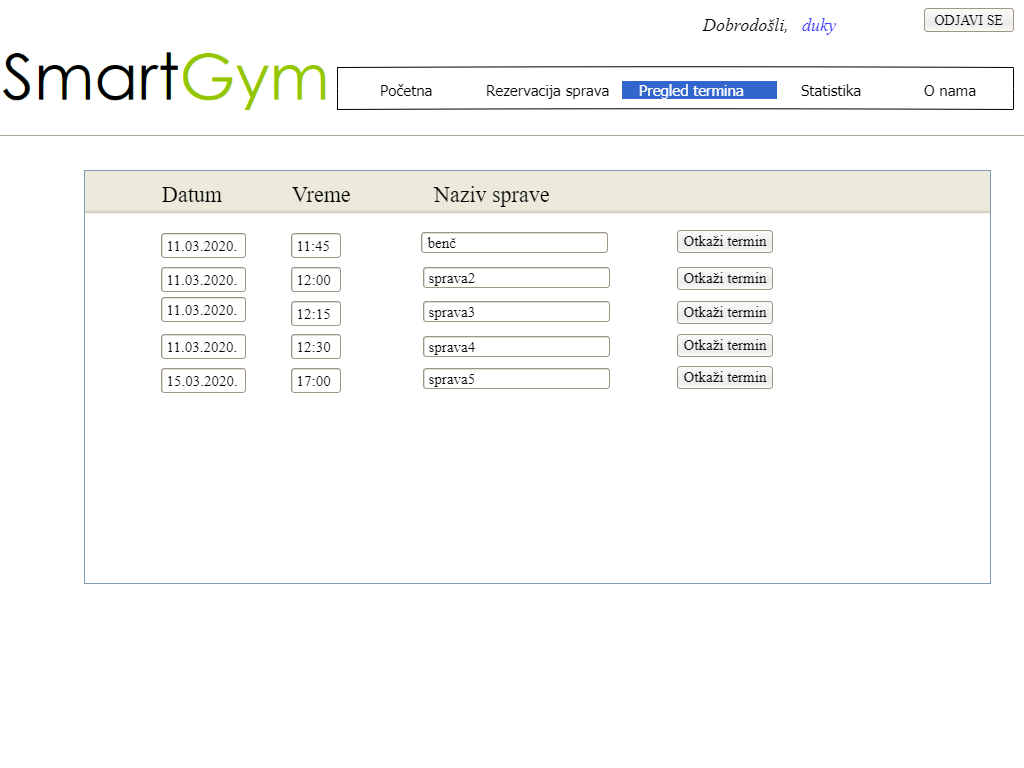 Dobrodošli, duky
ODJAVI SE
SmartGym
Početna Rezervacija sprava Pregled termina Statistika O nama
Datum Vreme Naziv sprave
11.03.2020. 11:45 benč Otkaži termin
11.03.2020. 12:00 sprava2 Otkaži termin
11.03.2020. 12:15 sprava3 Otkaži termin
11.03.2020. 12:30 sprava4 Otkaži termin
15.03.2020. 17:00 sprava5 Otkaži termin